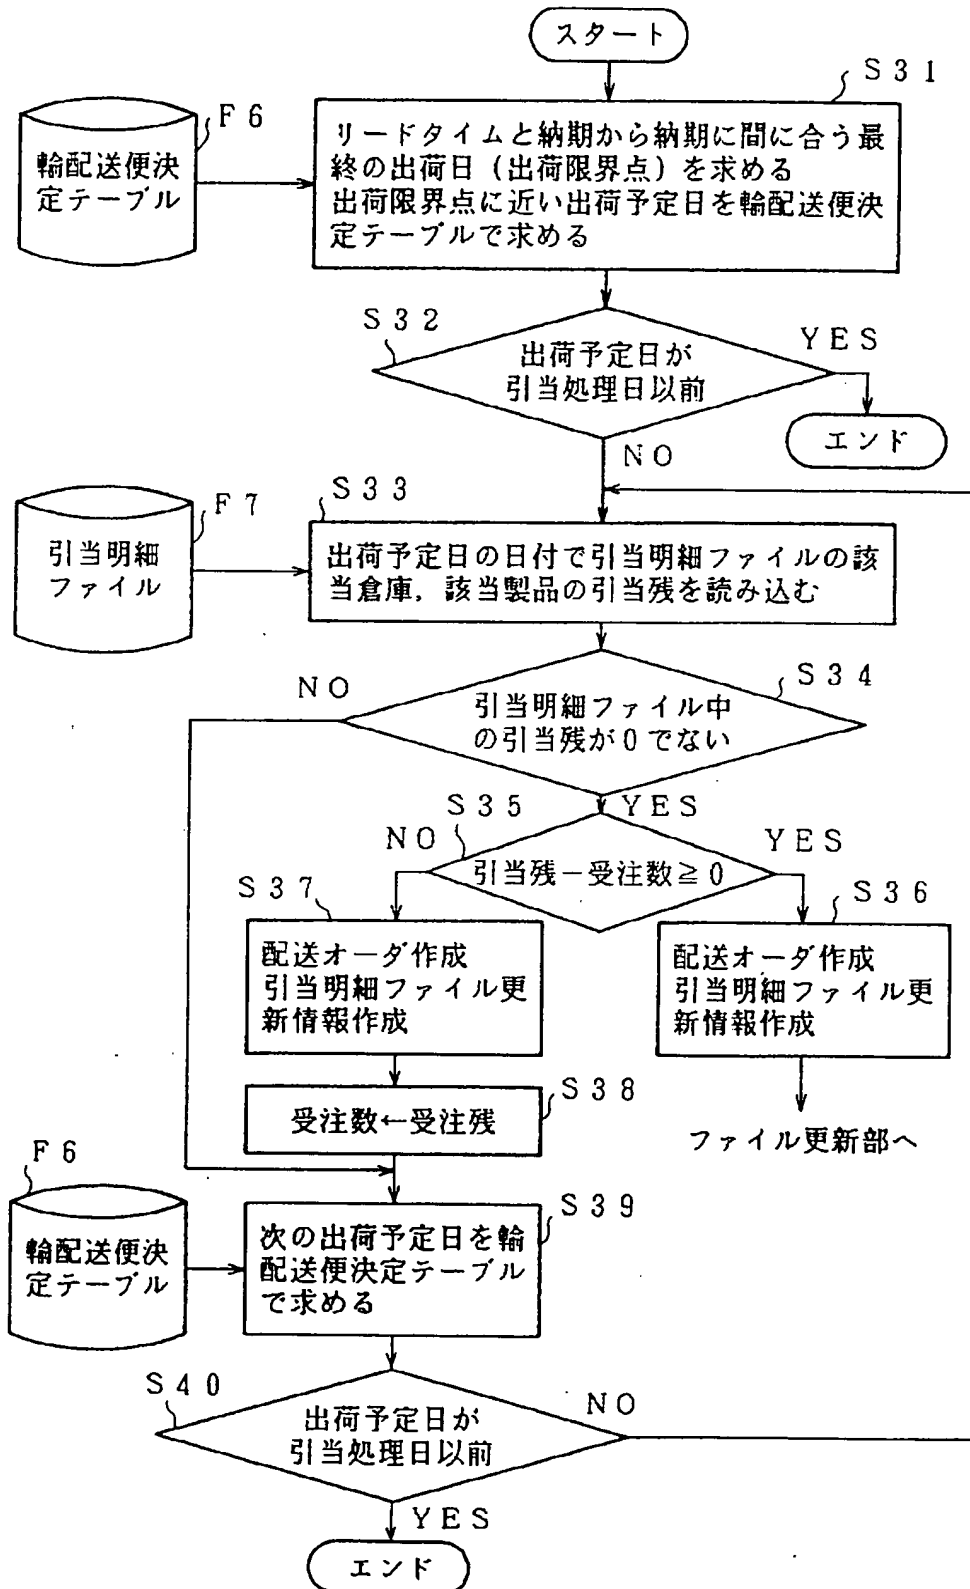 スタート
S31
F6
輪配送便決
定テーブル
リードタイムと納期から納期に間に合う最
終の出荷日（出荷限界点）を求める
出荷限界点に近い出荷予定日を輪配送便決
定テーブルで求める
S32
出荷予定日が
引当処理日以前
YES
エンド
NO
F7
引当明細
ファイル
S33
出荷予定日の日付で引当明細ファイルの該
当倉庫，該当製品の引当残を読み込む
S34
NO
引当明細ファイル中
の引当残が0でない
YES
S35
NO
引当残－受注数≧0
YES
S37
配送オーダ作成
引当明細ファイル更
新情報作成
S36
配送オーダ作成
引当明細ファイル更
新情報作成
S38
受注数←受注残
ファイル更新部へ
F6
輪配送便決
定テーブル
S39
次の出荷予定日を輪
配送便決定テーブル
で求める
S40
出荷予定日が
引当処理日以前
NO
YES
エンド